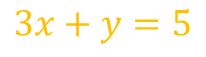 3x + y = 5